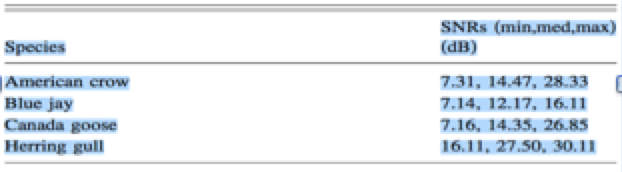 SNRs (min,med,max)
Species (dB)
American crow 7.31, 14.47, 28.33
Blue jay 7.14, 12.17, 16.11
Canada goose 7.16, 14.35, 26.85
Herring gull 16.11, 27.50, 30.11